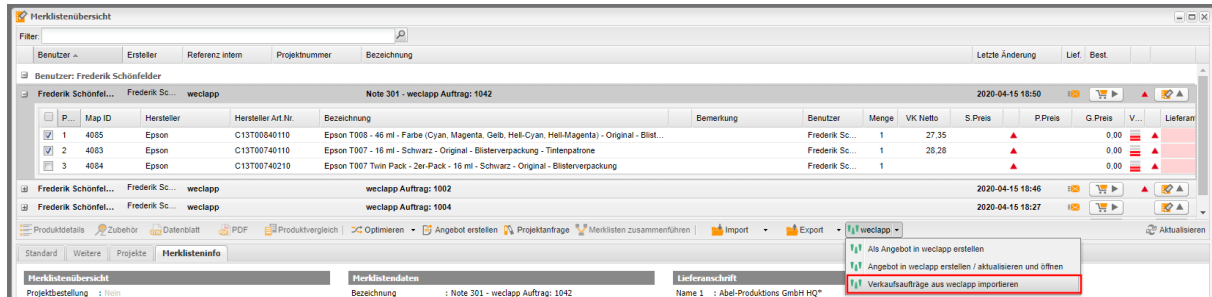 Merklistenübersicht
Filter:
Benutzer Ersteller Referenz intern Projektnummer Bezeichnung Letzte Änderung Lief. Best.
Benutzer: Frederik Schönfelder
Frederik Schönfel... Frederik Sc... weclapp Note 301 - weclapp Auftrag: 1042 2020-04-15 18:50
P... Map ID Hersteller Hersteller Art.Nr. Bezeichnung Bemerkung Benutzer Menge VK Netto S.Preis P.Preis G.Preis V... Lieferant
1 4085 Epson C13T00840110 Epson T008 - 46 ml - Farbe (Cyan, Magenta, Gelb, Hell-Cyan, Hell-Magenta) - Original - Blist... Frederik Sc... 1 27,35 0,00
2 4083 Epson C13T00740110 Epson T007 - 16 ml - Schwarz - Original - Blisterverpackung - Tintenpatrone Frederik Sc... 1 28,28 0,00
3 4084 Epson C13T00740210 Epson T007 Twin Pack - 2er-Pack - 16 ml - Schwarz - Original - Blisterverpackung Frederik Sc... 1 0,00
Frederik Schönfel... Frederik Sc... weclapp weclapp Auftrag: 1002 2020-04-15 18:46
Frederik Schönfel... Frederik Sc... weclapp weclapp Auftrag: 1004 2020-04-15 18:27
Produktdetails Zubehör Datenblatt PDF Produktvergleich Optimieren Angebot erstellen Projektanfrage Merklisten zusammenführen Import Export weclapp Aktualisieren
Als Angebot in weclapp erstellen
Angebot in weclapp erstellen / aktualisieren und öffnen
Verkaufsaufträge aus weclapp importieren
Standard Weitere Projekte Merklisteninfo
Merklistenübersicht Merklistendaten Lieferanschrift
Projektbestellung : Nein Bezeichnung : Note 301 - weclapp Auftrag: 1042 Name 1 : Abel-Produktions GmbH HQ*